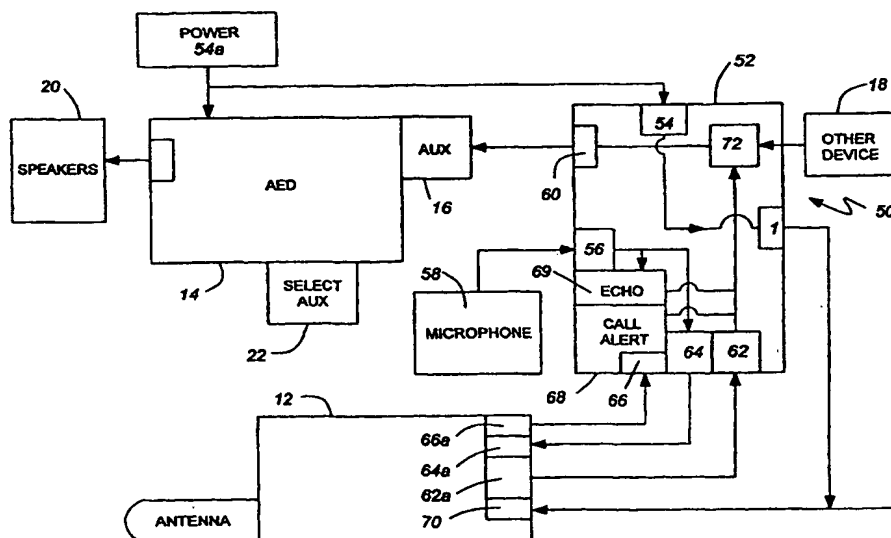 POWER
54a
20
52
18
SPEAKERS
AED
AUX
16
54
72
OTHER
DEVICE
60
50
1
14
SELECT
AUX
22
58
MICROPHONE
56
69
ECHO
CALL
ALERT
64
62
66
68
12
66a
64a
62a
70
ANTENNA